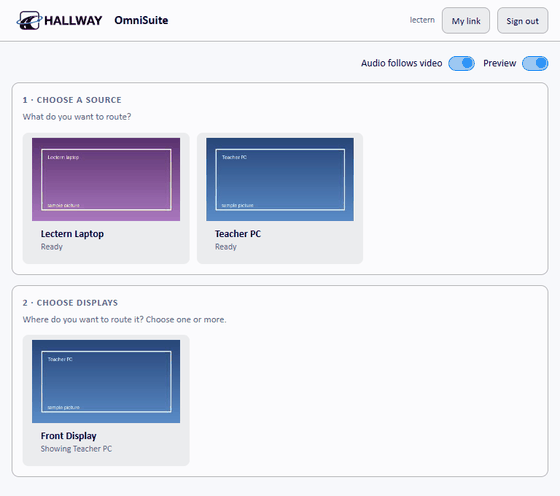 HALLWAY OmniSuite
lectern My link Sign out
Audio follows video Preview
1 - CHOOSE A SOURCE
What do you want to route?
Lectern laptop
sample picture
Lectern Laptop
Ready
Teacher PC
sample picture
Teacher PC
Ready
2 - CHOOSE DISPLAYS
Where do you want to route it? Choose one or more.
Teacher PC
sample picture
Front Display
Showing Teacher PC